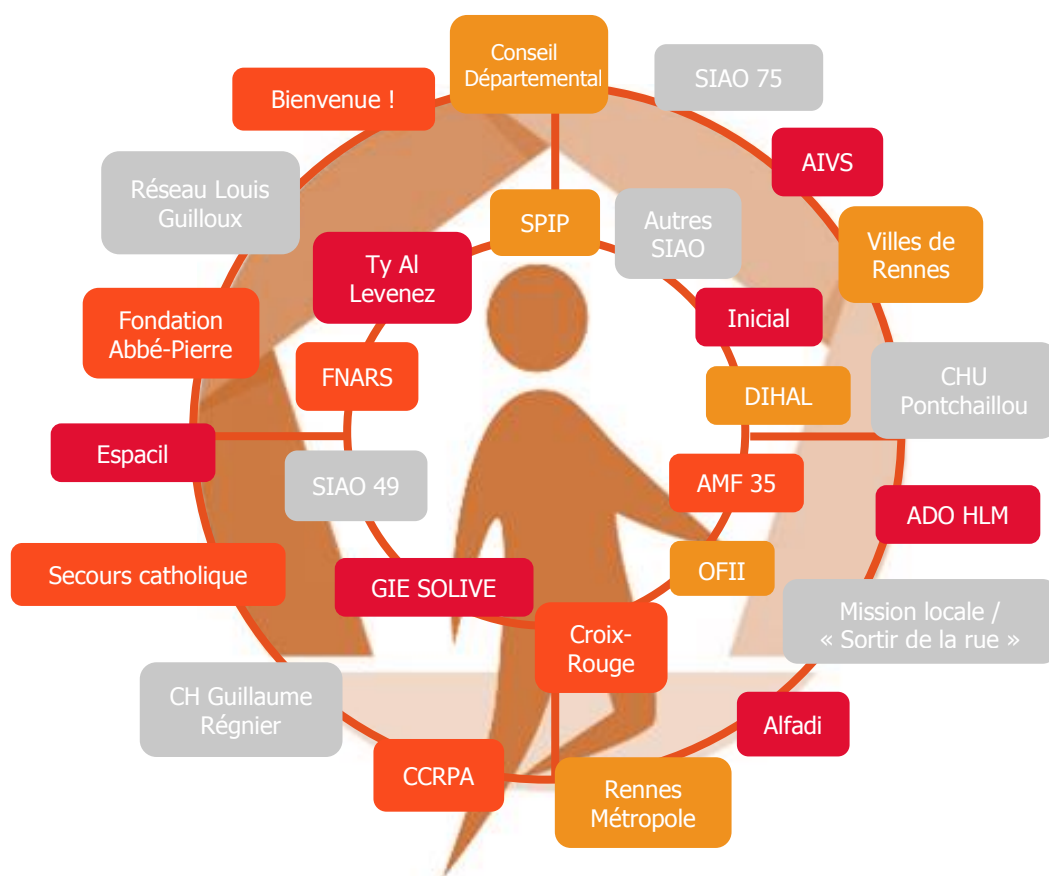 Conseil
Départemental
SIAO 75
Bienvenue !
AIVS
Réseau Louis
Guilloux
SPIP
Autres
SIAO
Villes de
Rennes
Ty Al
Levenez
Inicial
Fondation
Abbé-Pierre
FNARS
DIHAL
CHU
Pontchaillou
Espacil
SIAO 49
AMF 35
ADO HLM
Secours catholique
GIE SOLIVE
OFII
Mission locale /
« Sortir de la rue »
Croix-
Rouge
CH Guillaume
Régnier
Alfadi
CCRPA
Rennes
Métropole